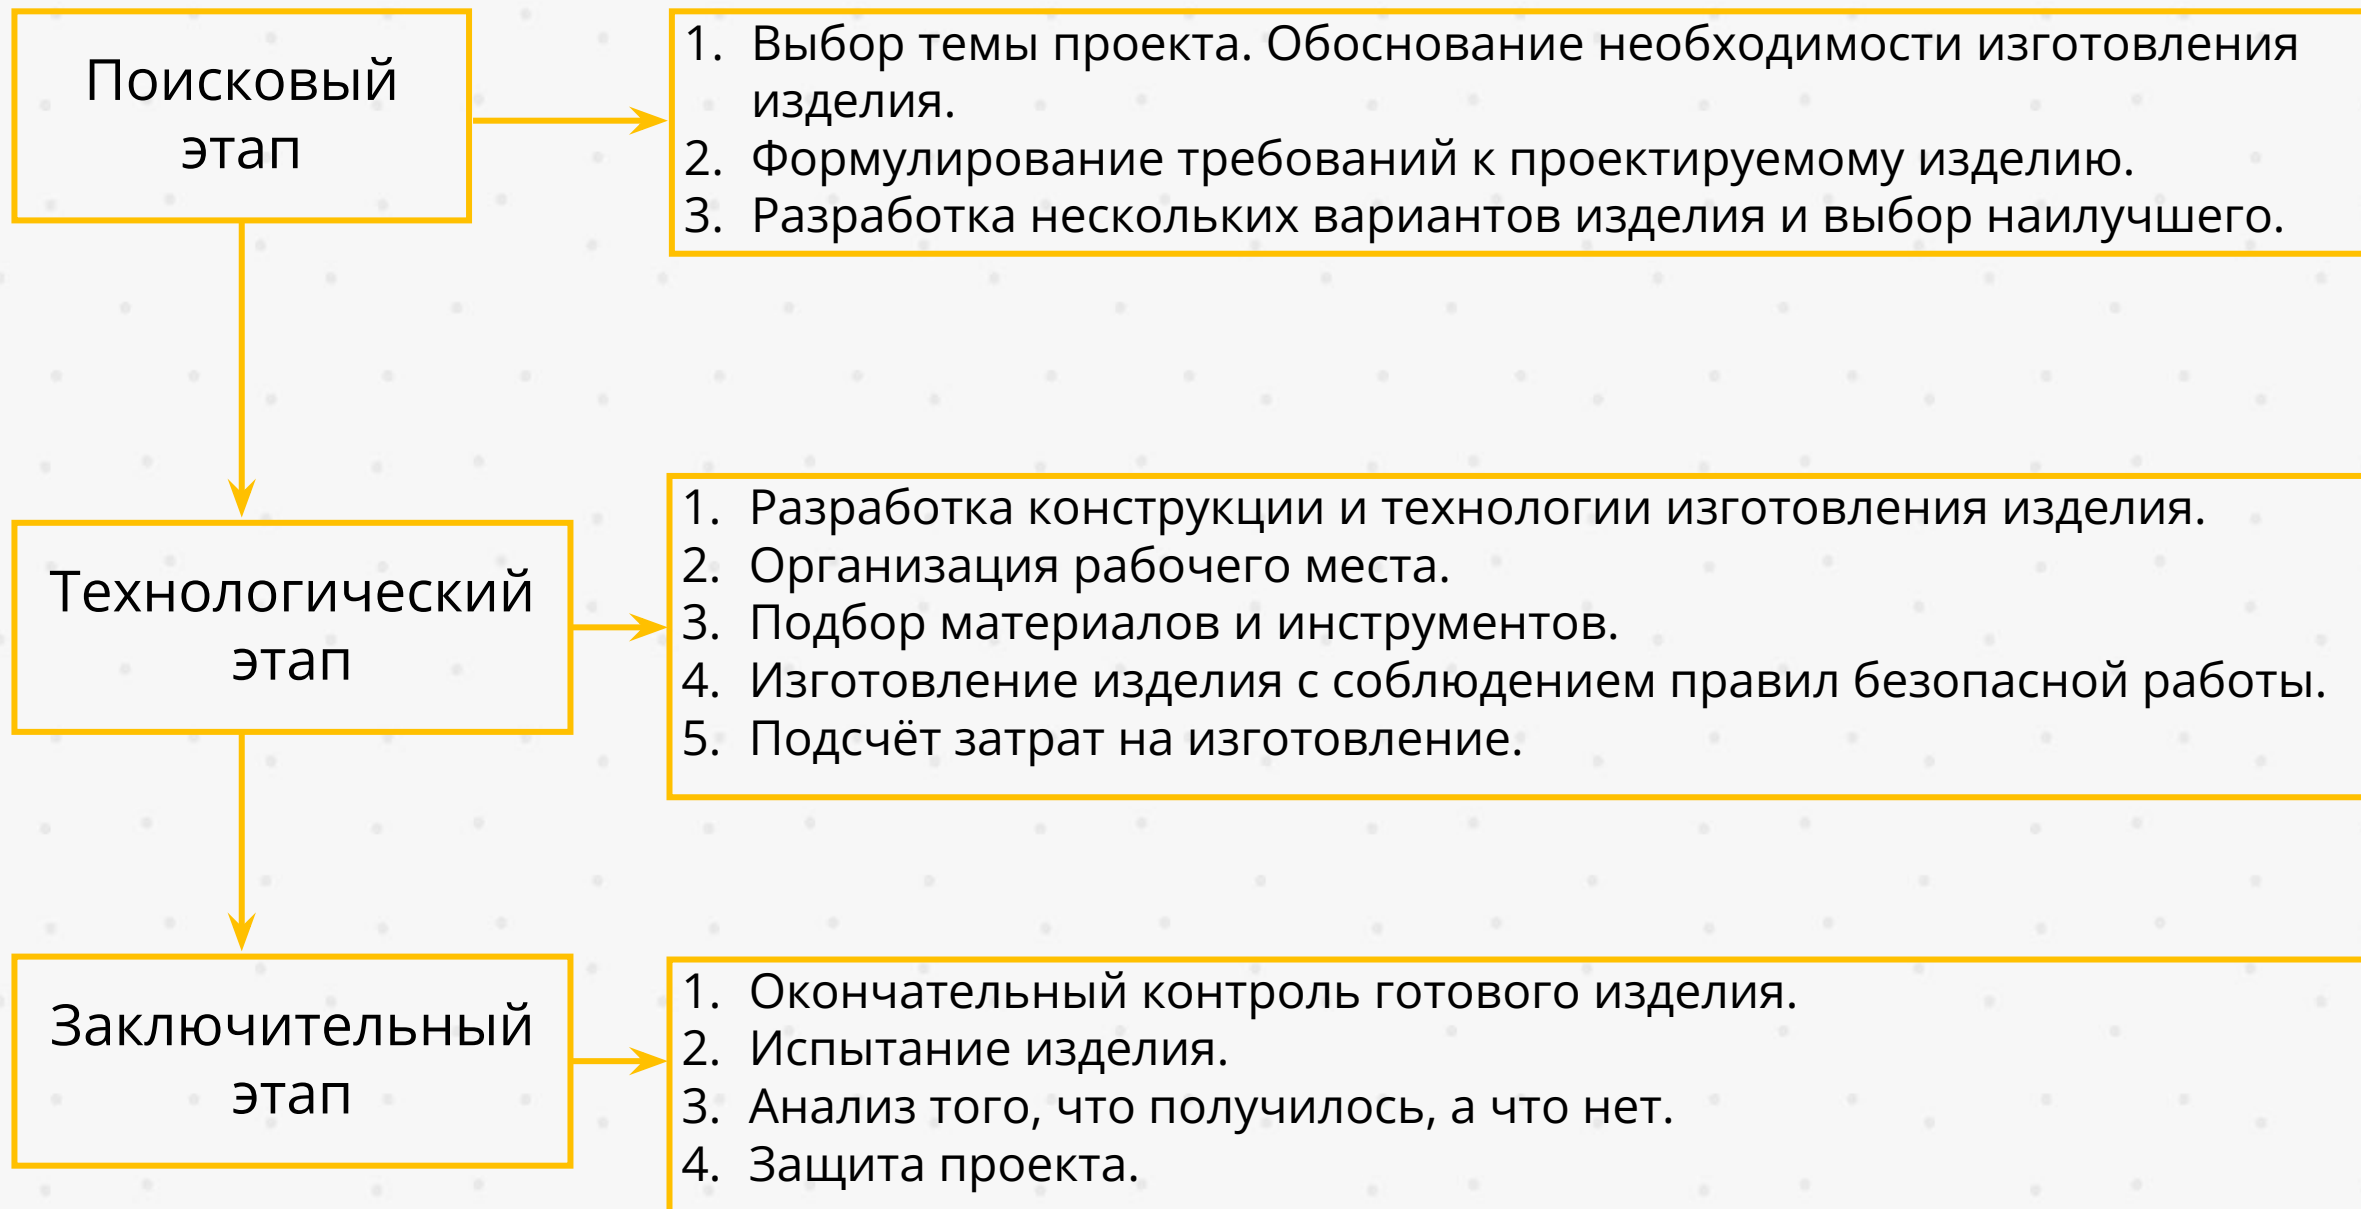 Поисковый
этап
1. Выбор темы проекта. Обоснование необходимости изготовления
изделия.
2. Формулирование требований к проектируемому изделию.
3. Разработка нескольких вариантов изделия и выбор наилучшего.
Технологический
этап
1. Разработка конструкции и технологии изготовления изделия.
2. Организация рабочего места.
3. Подбор материалов и инструментов.
4. Изготовление изделия с соблюдением правил безопасной работы.
5. Подсчёт затрат на изготовление.
Заключительный
этап
1. Окончательный контроль готового изделия.
2. Испытание изделия.
3. Анализ того, что получилось, а что нет.
4. Защита проекта.